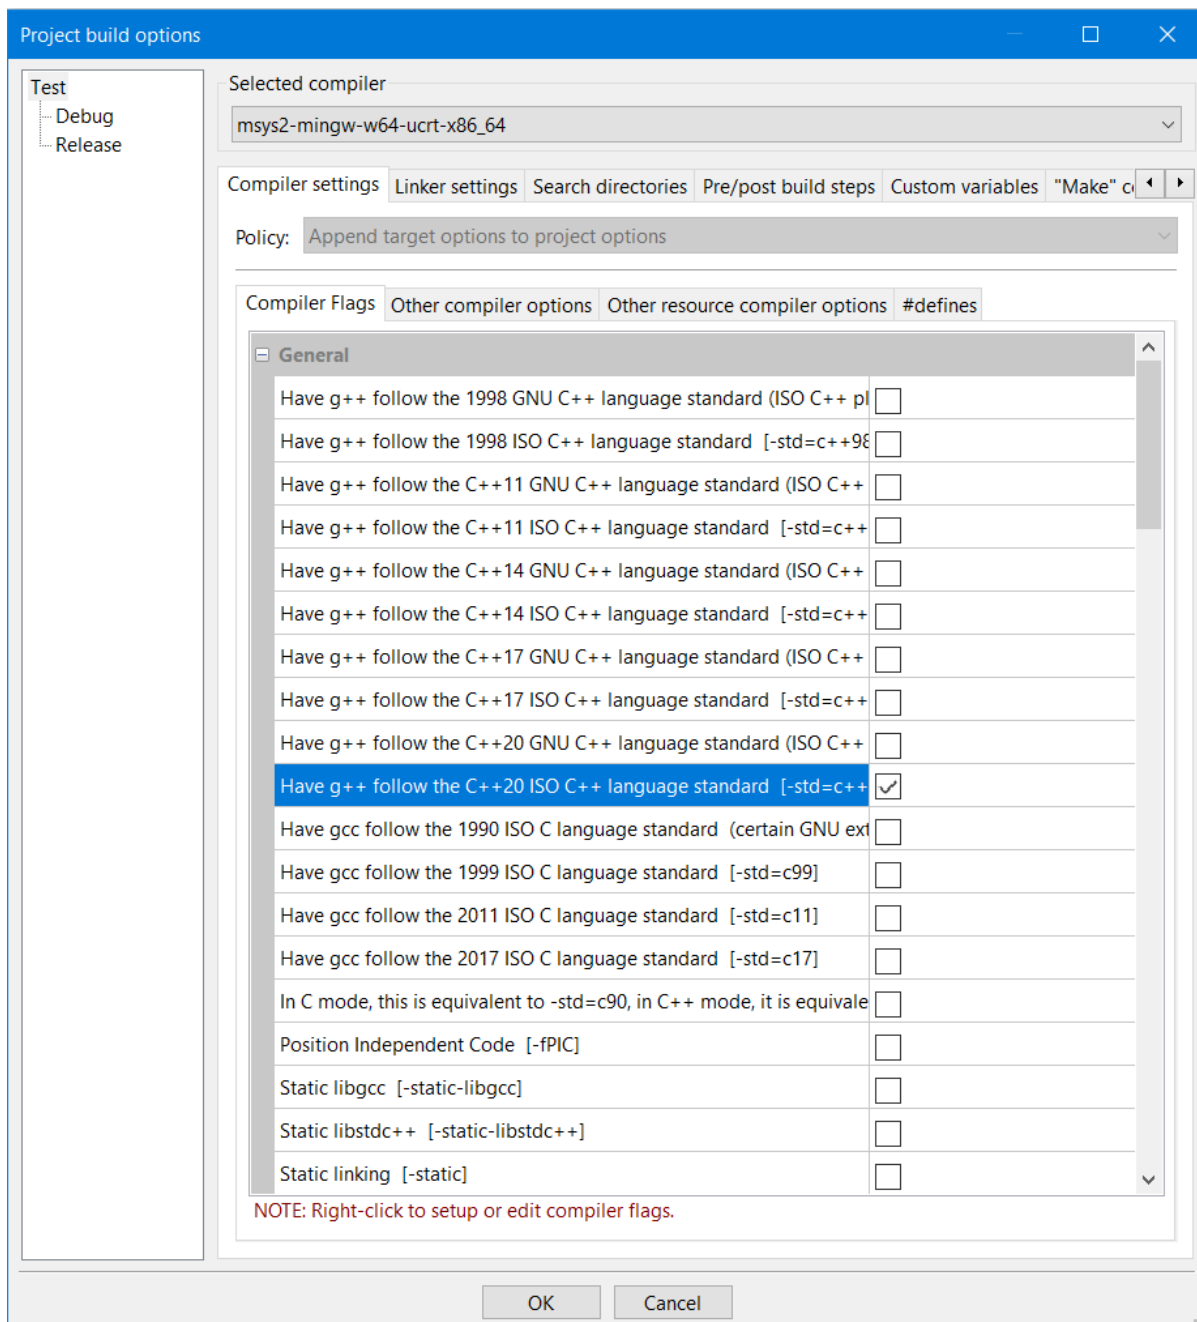 Project build options
Test
Debug
Release
Selected compiler
msys2-mingw-w64-ucrt-x86_64
Compiler settings Linker settings Search directories Pre/post build steps Custom variables "Make" c
Policy: Append target options to project options
Compiler Flags Other compiler options Other resource compiler options #defines
General
Have g++ follow the 1998 GNU C++ language standard (ISO C++ pl
Have g++ follow the 1998 ISO C++ language standard [-std=c++98
Have g++ follow the C++11 GNU C++ language standard (ISO C++
Have g++ follow the C++11 ISO C++ language standard [-std=c++
Have g++ follow the C++14 GNU C++ language standard (ISO C++
Have g++ follow the C++14 ISO C++ language standard [-std=c++
Have g++ follow the C++17 GNU C++ language standard (ISO C++
Have g++ follow the C++17 ISO C++ language standard [-std=c++
Have g++ follow the C++20 GNU C++ language standard (ISO C++
Have g++ follow the C++20 ISO C++ language standard [-std=c++
Have gcc follow the 1990 ISO C language standard (certain GNU ext
Have gcc follow the 1999 ISO C language standard [-std=c99]
Have gcc follow the 2011 ISO C language standard [-std=c11]
Have gcc follow the 2017 ISO C language standard [-std=c17]
In C mode, this is equivalent to -std=c90, in C++ mode, it is equivale
Position Independent Code [-fPIC]
Static libgcc [-static-libgcc]
Static libstdc++ [-static-libstdc++]
Static linking [-static]
NOTE: Right-click to setup or edit compiler flags.
OK Cancel